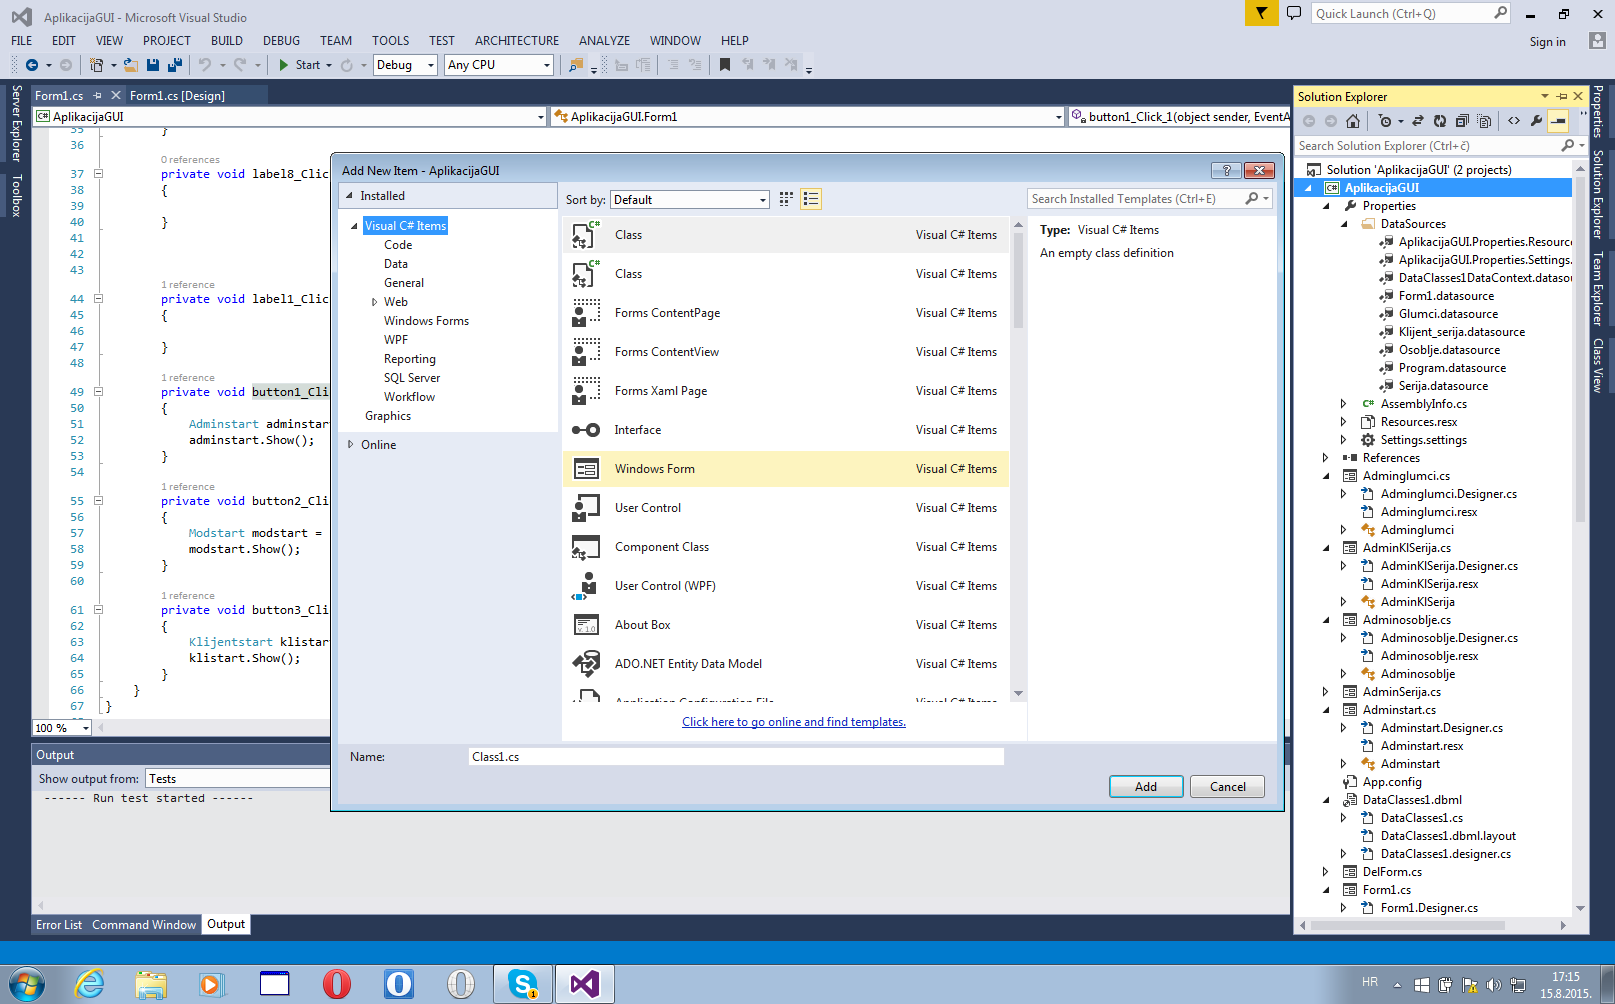 AplikacijaGUI - Microsoft Visual Studio
Quick Launch (Ctrl+Q)
FILE EDIT VIEW PROJECT BUILD DEBUG TEAM TOOLS TEST ARCHITECTURE ANALYZE WINDOW HELP
Sign in
Start Debug Any CPU
Server Explorer
Toolbox
Form1.cs
Form1.cs [Design]
AplikacijaGUI
AplikacijaGUI.Form1
button1_Click_1(object sender, EventA
35 }
36
0 references
37 private void label8_Clic
38 {
39
40 }
41
42
43
1 reference
44 private void label1_Clic
45 {
46
47 }
48
1 reference
49 private void button1_Cli
50 {
51 Adminstart adminstar
52 adminstart.Show();
53 }
54
1 reference
55 private void button2_Cli
56 {
57 Modstart modstart =
58 modstart.Show();
59 }
60
1 reference
61 private void button3_Cli
62 {
63 Klijentstart klistar
64 klistart.Show();
65 }
66 }
67 }
100 %
Output
Show output from: Tests
------ Run test started ------
Error List Command Window Output
Add New Item - AplikacijaGUI
Installed
Visual C# Items
Code
Data
General
Web
Windows Forms
WPF
Reporting
SQL Server
Workflow
Graphics
Online
Sort by: Default
Class Visual C# Items
Class Visual C# Items
Forms ContentPage Visual C# Items
Forms ContentView Visual C# Items
Forms Xaml Page Visual C# Items
Interface Visual C# Items
Windows Form Visual C# Items
User Control Visual C# Items
Component Class Visual C# Items
User Control (WPF) Visual C# Items
About Box Visual C# Items
v. 1.0
ADO.NET Entity Data Model Visual C# Items
Application Configuration File Visual C# Items
Click here to go online and find templates.
Search Installed Templates (Ctrl+E)
Type: Visual C# Items
An empty class definition
Name: Class1.cs
Add Cancel
Solution Explorer
Search Solution Explorer (Ctrl+č)
Solution 'AplikacijaGUI' (2 projects)
AplikacijaGUI
Properties
DataSources
AplikacijaGUI.Properties.Resourc
AplikacijaGUI.Properties.Settings.
DataClasses1DataContext.dataso
Form1.datasource
Glumci.datasource
Klijent_serija.datasource
Osoblje.datasource
Program.datasource
Serija.datasource
AssemblyInfo.cs
Resources.resx
Settings.settings
References
Adminglumci.cs
Adminglumci.Designer.cs
Adminglumci.resx
Adminglumci
AdminKlSerija.cs
AdminKlSerija.Designer.cs
AdminKlSerija.resx
AdminKlSerija
Adminosoblje.cs
Adminosoblje.Designer.cs
Adminosoblje.resx
Adminosoblje
AdminSerija.cs
Adminstart.cs
Adminstart.Designer.cs
Adminstart.resx
Adminstart
App.config
DataClasses1.dbml
DataClasses1.cs
DataClasses1.dbml.layout
DataClasses1.designer.cs
DelForm.cs
Form1.cs
Form1.Designer.cs
Properties
Solution Explorer
Team Explorer
Class View
HR
17:15
15.8.2015.